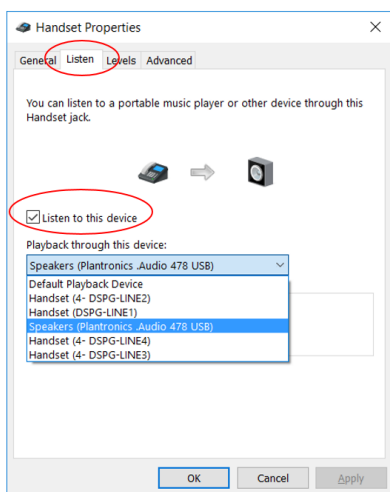 Handset Properties
General Listen Levels Advanced
You can listen to a portable music player or other device through this
Handset jack.
Listen to this device
Playback through this device:
Speakers (Plantronics .Audio 478 USB)
Default Playback Device
Handset (4- DSPG-LINE2)
Handset (DSPG-LINE1)
Speakers (Plantronics .Audio 478 USB)
Handset (4- DSPG-LINE4)
Handset (4- DSPG-LINE3)
OK Cancel Apply